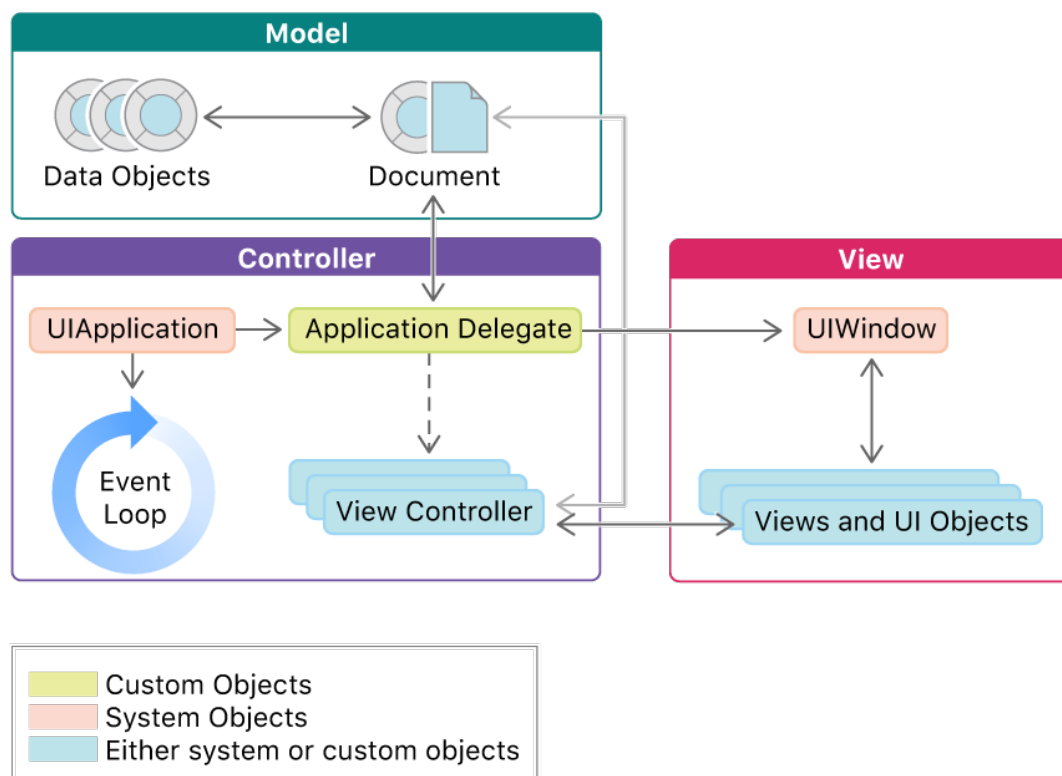 Model
Data Objects
Document
Controller
UIApplication
Application Delegate
Event
Loop
View Controller
View
UIWindow
Views and UI Objects
Custom Objects
System Objects
Either system or custom objects